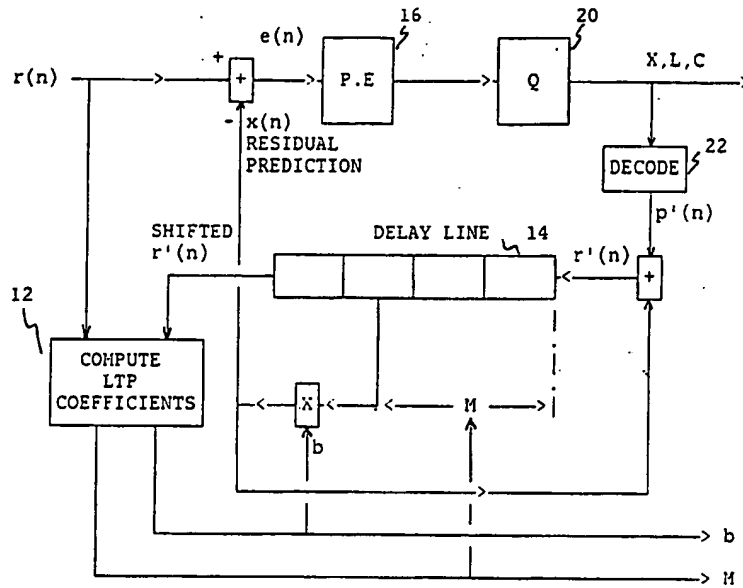 16
20
e(n)
+
X,L,C
r(n)
+
P.E
Q
- x(n)
RESIDUAL
PREDICTION
22
DECODE
p'(n)
SHIFTED
r'(n)
DELAY LINE
14
r'(n)
+
12
COMPUTE
LTP
COEFFICIENTS
X
M
b
b
M